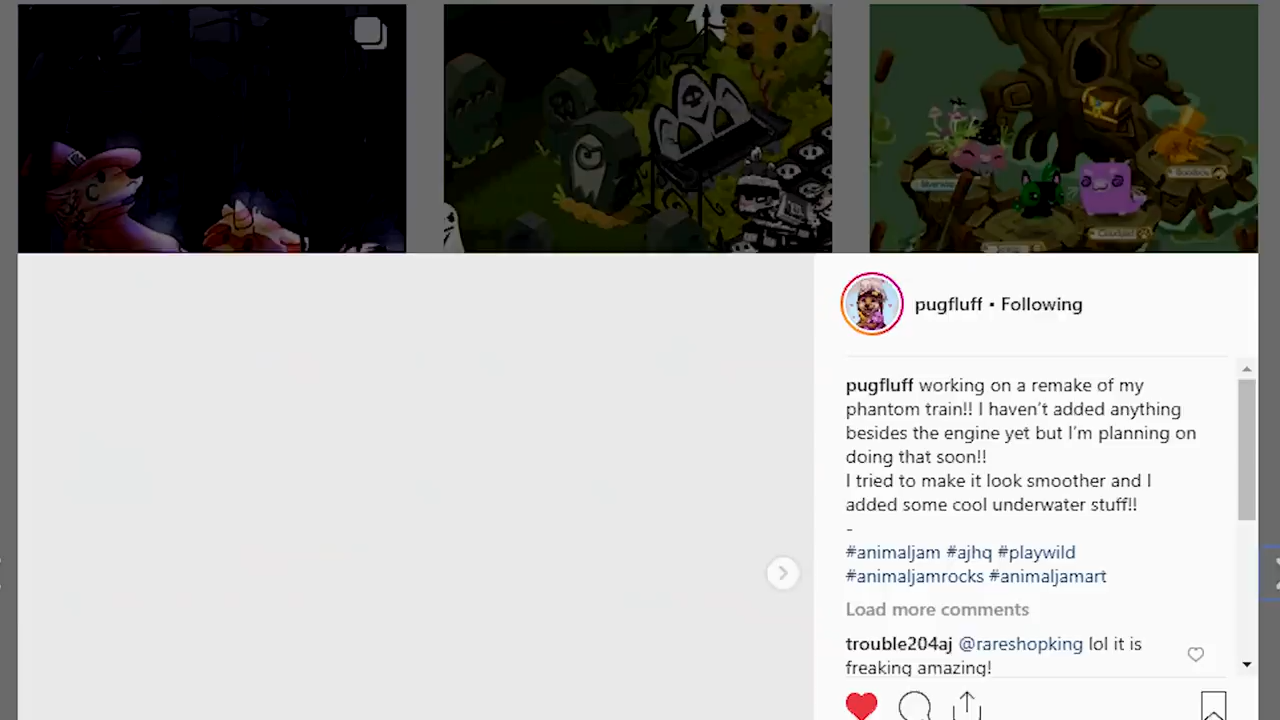 pugfluff • Following
pugfluff working on a remake of my
phantom train!! I haven't added anything
besides the engine yet but I'm planning on
doing that soon!!
I tried to make it look smoother and I
added some cool underwater stuff!!
-
#animaljam #ajhq #playwild
#animaljamrocks #animaljamart
Load more comments
trouble204aj @rareshopking lol it is
freaking amazing!